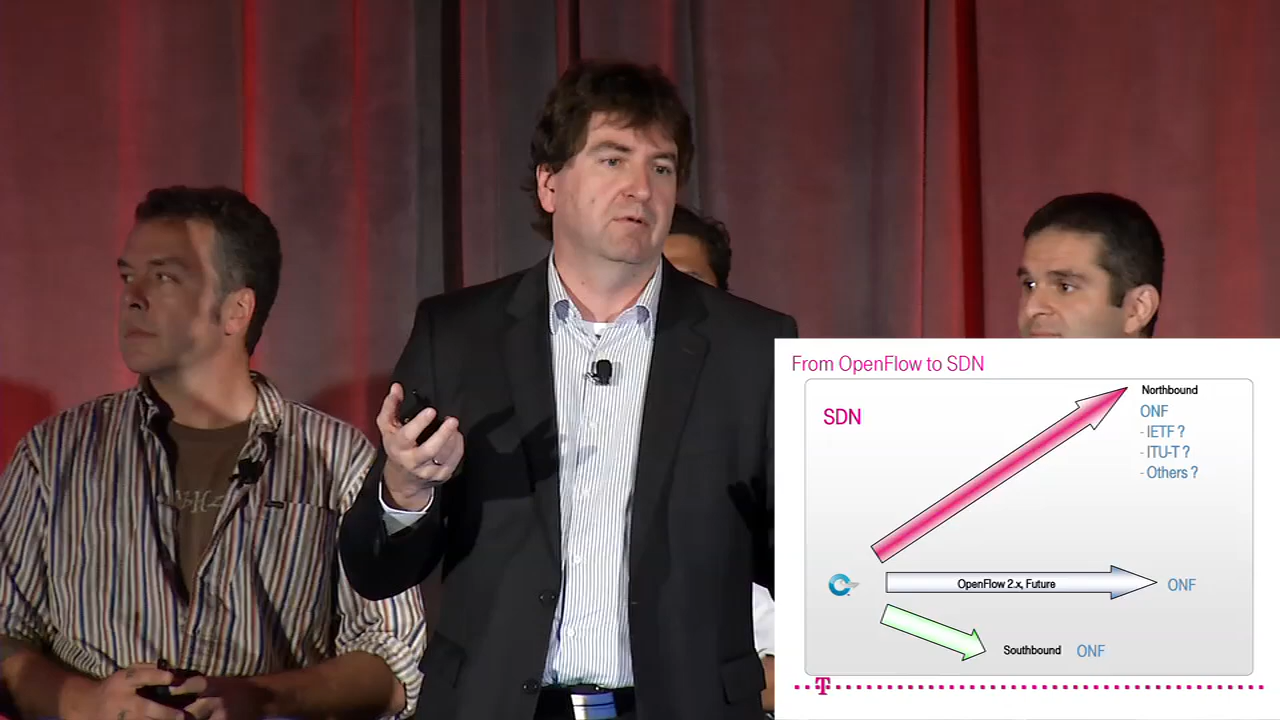 From OpenFlow to SDN
SDN
Northbound
ONF
- IETF ?
- ITU-T ?
- Others ?
OpenFlow 2.x, Future
ONF
Southbound ONF
T